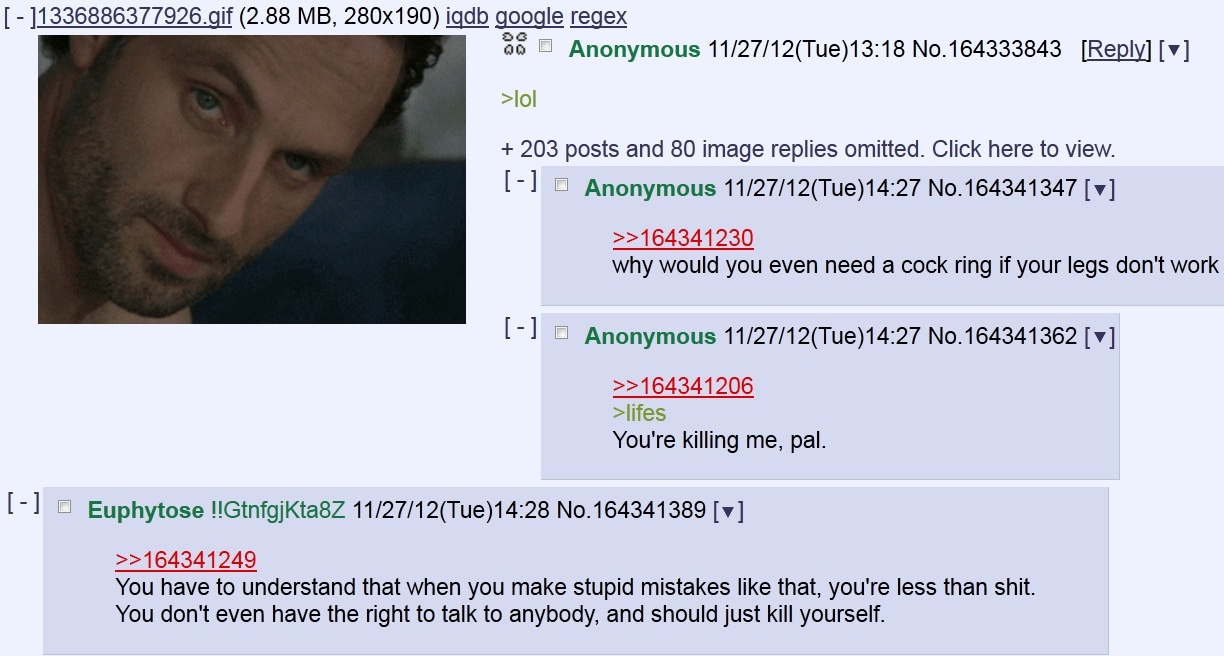 [ - ]1336886377926.gif (2.88 MB, 280x190) iqdb google regex
Anonymous 11/27/12(Tue)13:18 No.164333843 [Reply] [▼]
>lol
+ 203 posts and 80 image replies omitted. Click here to view.
[ - ] Anonymous 11/27/12(Tue)14:27 No.164341347 [▼]
>>164341230
why would you even need a cock ring if your legs don't work
[ - ] Anonymous 11/27/12(Tue)14:27 No.164341362 [▼]
>>164341206
>lifes
You're killing me, pal.
[ - ] Euphytose !!GtnfgjKta8Z 11/27/12(Tue)14:28 No.164341389 [▼]
>>164341249
You have to understand that when you make stupid mistakes like that, you're less than shit.
You don't even have the right to talk to anybody, and should just kill yourself.